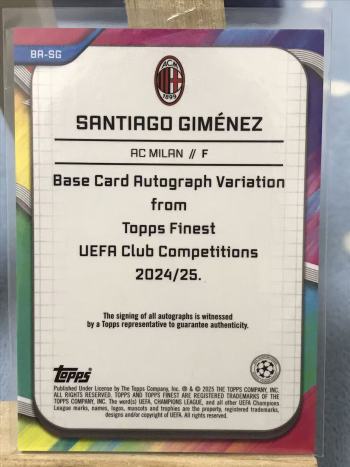 BA-SG
ACM
1899
SANTIAGO GIMÉNEZ
AC MILAN // F
Base Card Autograph Variation
from
Topps Finest
UEFA Club Competitions
2024/25.
The signing of all autographs is witnessed
by a Topps representative to guarantee authenticity.
Topps
Published Under License by The Topps Company, Inc. ® & © 2025 THE TOPPS COMPANY, INC.
ALL RIGHTS RESERVED. TOPPS AND TOPPS FINEST ARE REGISTERED TRADEMARKS OF
THE TOPPS COMPANY, INC. The word(s) UEFA, CHAMPIONS LEAGUE, and all other UEFA Champions
League marks, names, logos, mascots and trophies are the property, registered trademarks,
designs and/or copyright of UEFA. All rights reserved.